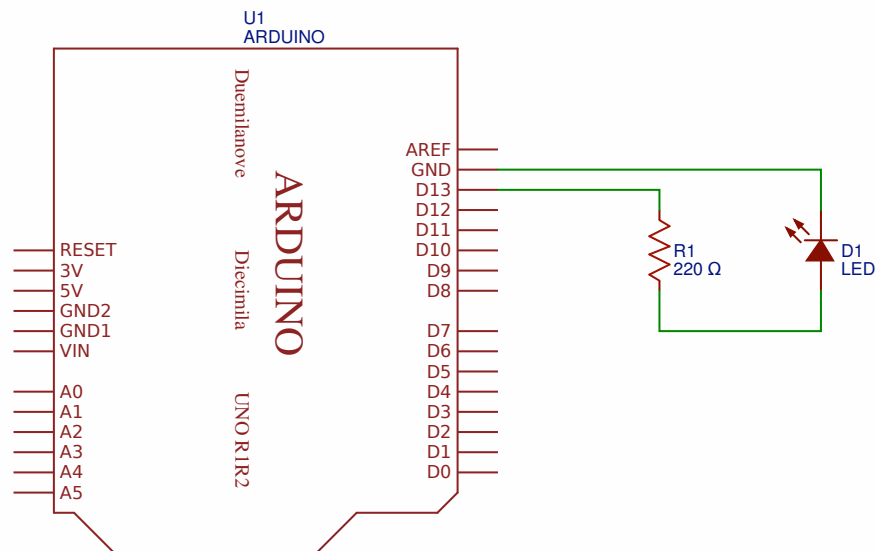 U1
ARDUINO
Duemilanove
ARDUINO
Diecimila
UNO R1R2
RESET
3V
5V
GND2
GND1
VIN
A0
A1
A2
A3
A4
A5
AREF
GND
D13
D12
D11
D10
D9
D8
D7
D6
D5
D4
D3
D2
D1
D0
R1
220 Ω
D1
LED